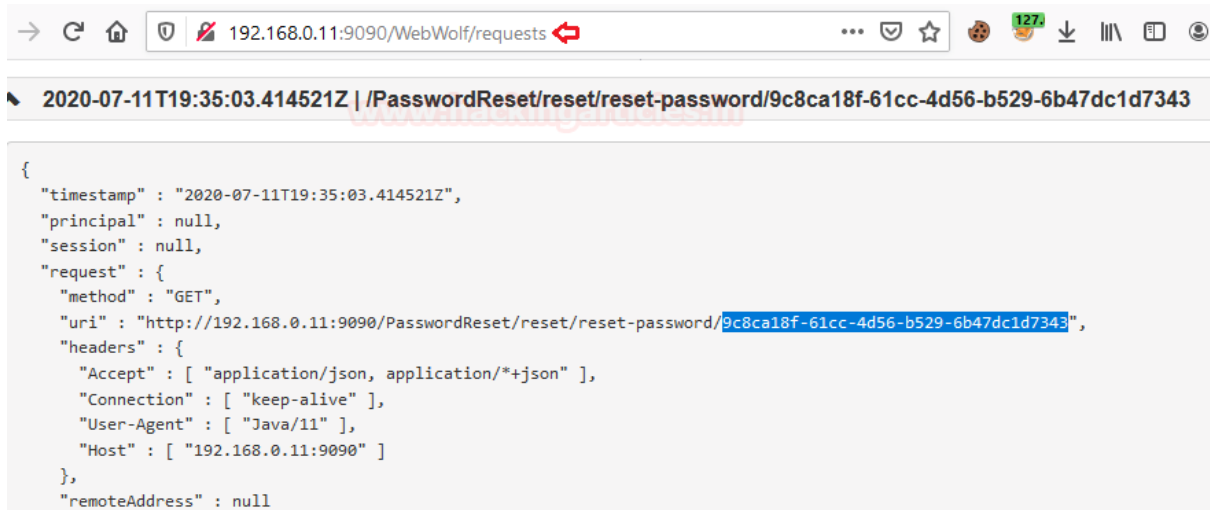 192.168.0.11:9090/WebWolf/requests
127.
2020-07-11T19:35:03.414521Z | /PasswordReset/reset/reset-password/9c8ca18f-61cc-4d56-b529-6b47dc1d7343
www.hackingarticles.in
{
"timestamp" : "2020-07-11T19:35:03.414521Z",
"principal" : null,
"session" : null,
"request" : {
"method" : "GET",
"uri" : "http://192.168.0.11:9090/PasswordReset/reset/reset-password/9c8ca18f-61cc-4d56-b529-6b47dc1d7343",
"headers" : {
"Accept" : [ "application/json, application/*+json" ],
"Connection" : [ "keep-alive" ],
"User-Agent" : [ "Java/11" ],
"Host" : [ "192.168.0.11:9090" ]
},
"remoteAddress" : null